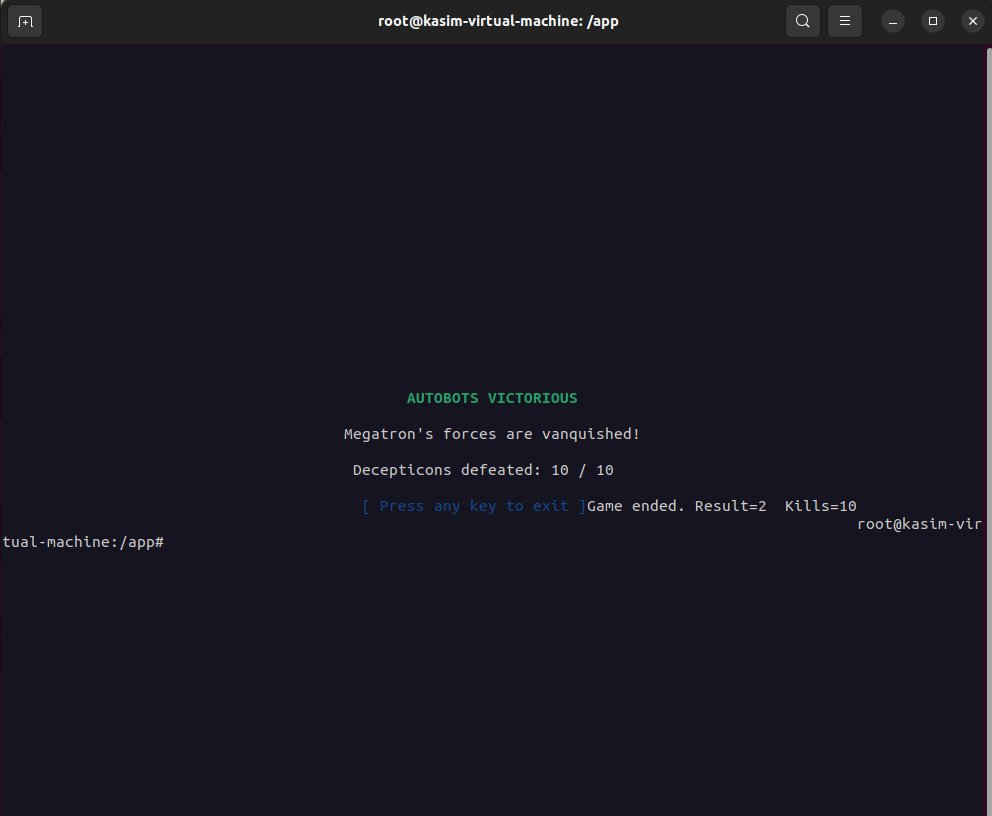 root@kasim-virtual-machine: /app
AUTOBOTS VICTORIOUS
Megatron's forces are vanquished!
Decepticons defeated: 10 / 10
[ Press any key to exit ]Game ended. Result=2  Kills=10
root@kasim-vir
tual-machine:/app#